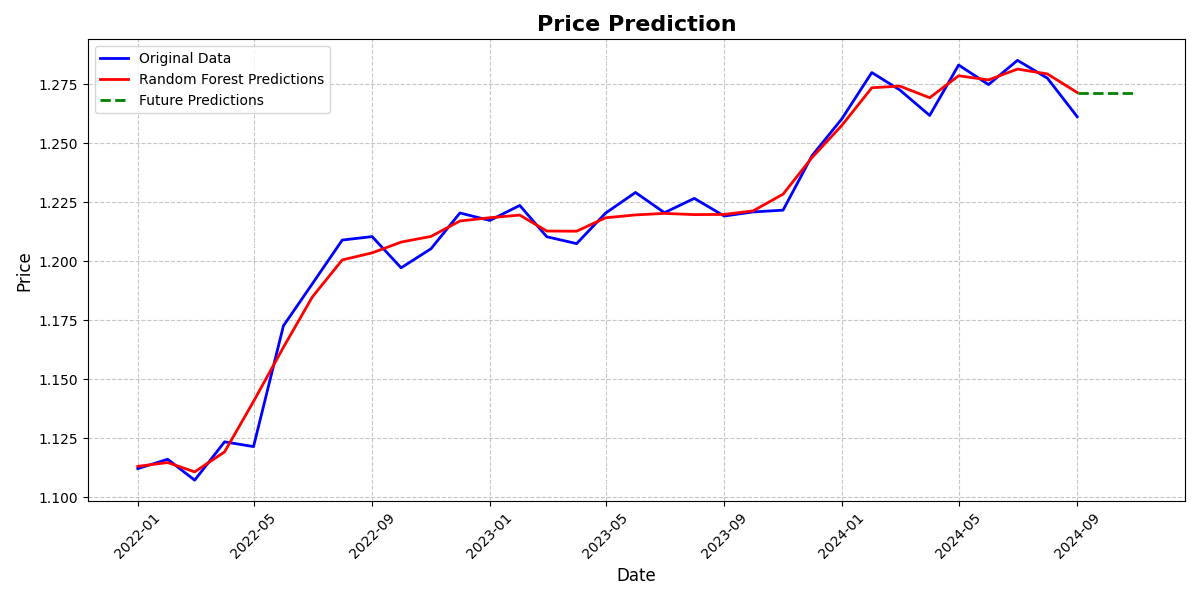 Price Prediction
Original Data
Random Forest Predictions
Future Predictions
Price
1.275
1.250
1.225
1.200
1.175
1.150
1.125
1.100
2022-01
2022-05
2022-09
2023-01
2023-05
2023-09
2024-01
2024-05
2024-09
Date